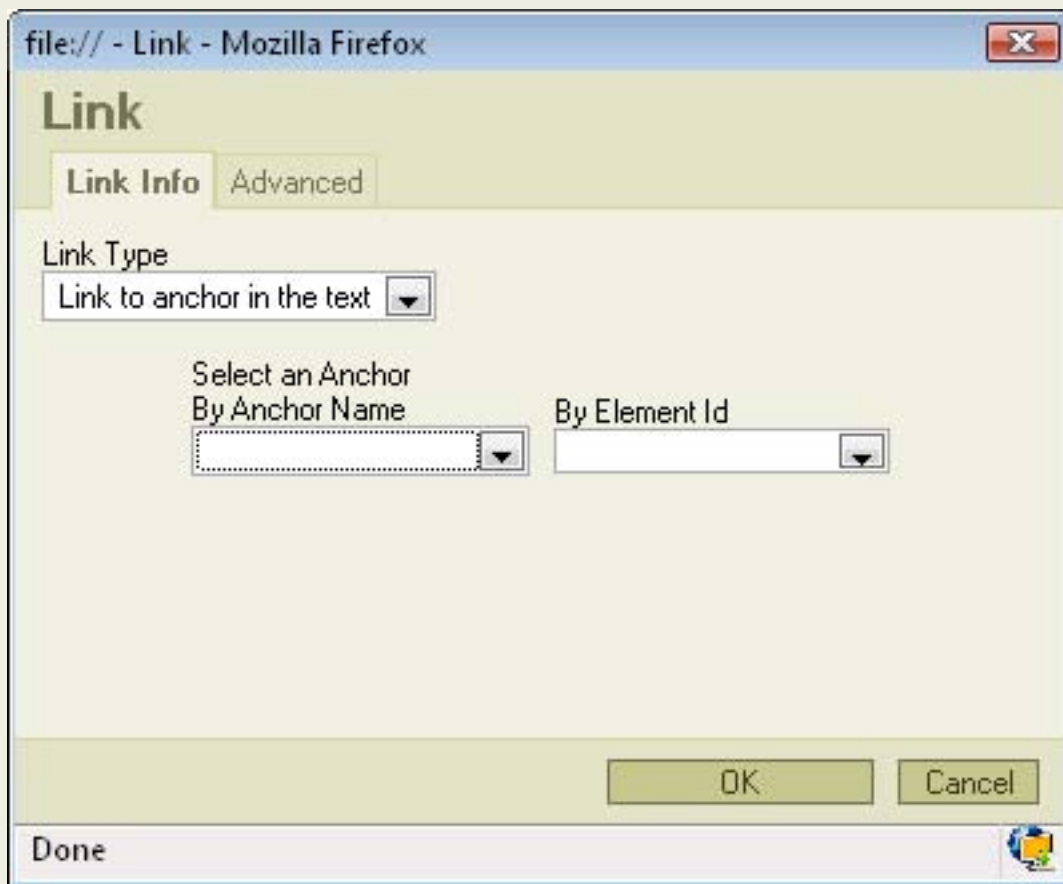 file:// - Link - Mozilla Firefox
Link
Link Info Advanced
Link Type
Link to anchor in the text
Select an Anchor
By Anchor Name By Element Id
OK Cancel
Done